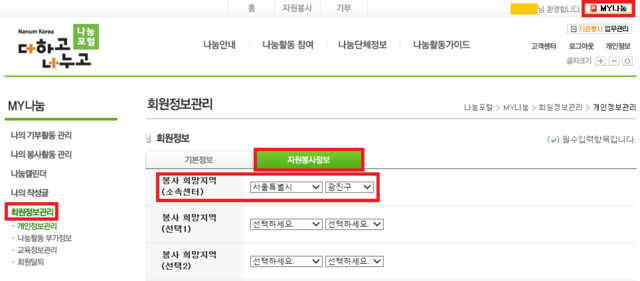 홈 자원봉사 기부
님 환영합니다. MY나눔
Nanum Korea
다하고
나누고
나눔
포털
나눔안내 나눔활동 참여 나눔단체정보 나눔활동가이드
자원봉사 업무관리
고객센터 로그아웃 개인정보
글자크기
MY나눔
나의 기부활동 관리
나의 봉사활동 관리
나눔캘린더
나의 작성글
회원정보관리
· 개인정보관리
· 나눔활동 부가정보
· 교육정보관리
· 회원탈퇴
회원정보관리
나눔포털 > MY나눔 > 회원정보관리 > 개인정보관리
회원정보
(✓) 필수입력항목입니다.
기본정보 자원봉사정보
봉사 희망지역
(소속센터)
서울특별시 광진구
봉사 희망지역
(선택1)
선택하세요. 선택하세요.
봉사 희망지역
(선택2)
선택하세요. 선택하세요.